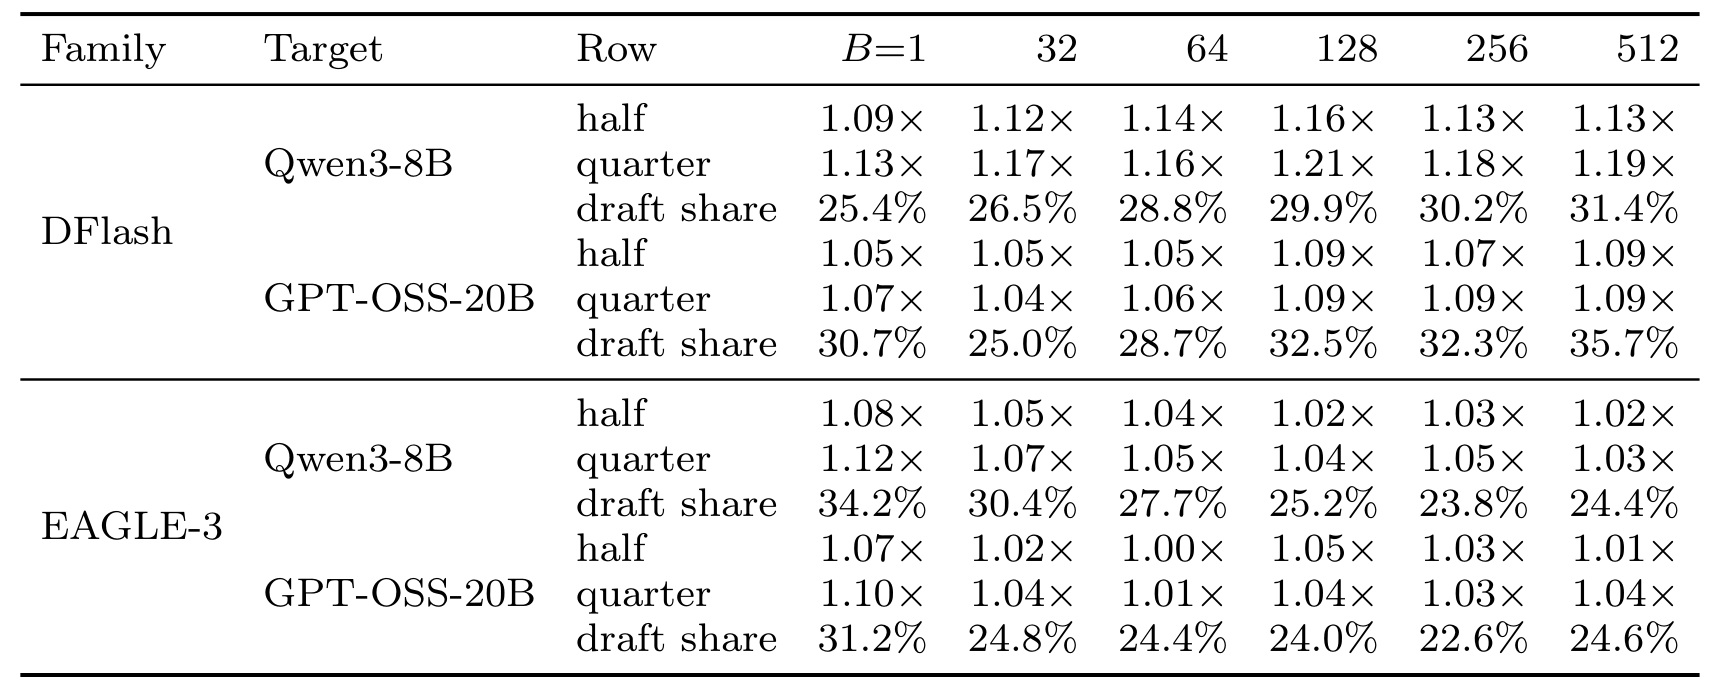 Family Target Row B=1 32 64 128 256 512
half 1.09× 1.12× 1.14× 1.16× 1.13× 1.13×
Qwen3-8B quarter 1.13× 1.17× 1.16× 1.21× 1.18× 1.19×
draft share 25.4% 26.5% 28.8% 29.9% 30.2% 31.4%
DFlash
half 1.05× 1.05× 1.05× 1.09× 1.07× 1.09×
GPT-OSS-20B quarter 1.07× 1.04× 1.06× 1.09× 1.09× 1.09×
draft share 30.7% 25.0% 28.7% 32.5% 32.3% 35.7%
half 1.08× 1.05× 1.04× 1.02× 1.03× 1.02×
Qwen3-8B quarter 1.12× 1.07× 1.05× 1.04× 1.05× 1.03×
draft share 34.2% 30.4% 27.7% 25.2% 23.8% 24.4%
EAGLE-3
half 1.07× 1.02× 1.00× 1.05× 1.03× 1.01×
GPT-OSS-20B quarter 1.10× 1.04× 1.01× 1.04× 1.03× 1.04×
draft share 31.2% 24.8% 24.4% 24.0% 22.6% 24.6%